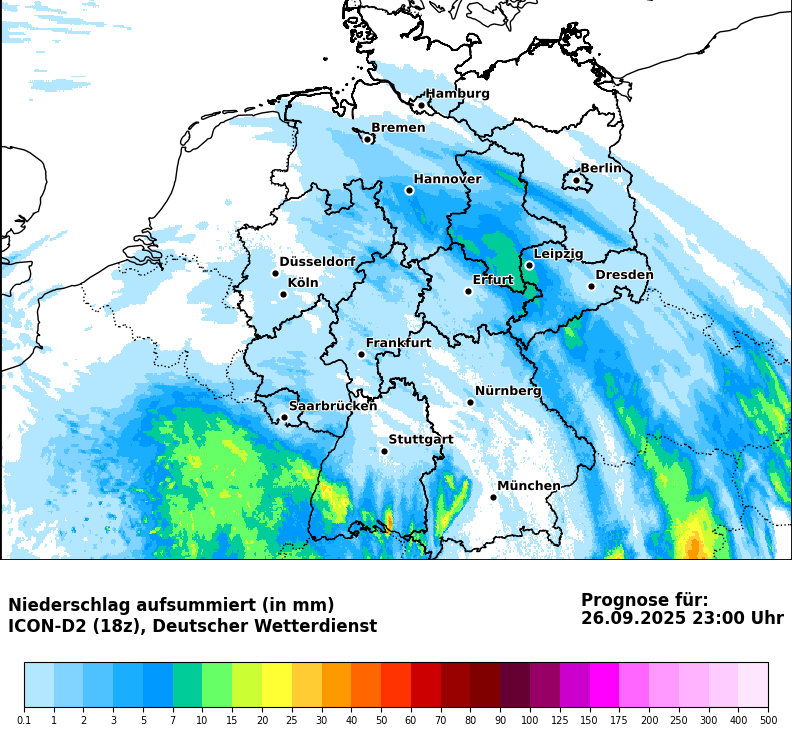 Hamburg
Bremen
Berlin
Hannover
Leipzig
Düsseldorf
Dresden
Köln
Erfurt
Frankfurt
Nürnberg
Saarbrücken
Stuttgart
München
Niederschlag aufsummiert (in mm)
ICON-D2 (18z), Deutscher Wetterdienst
Prognose für:
26.09.2025 23:00 Uhr
0.1 1 2 3 5 7 10 15 20 25 30 40 50 60 70 80 90 100 125 150 175 200 250 300 400 500